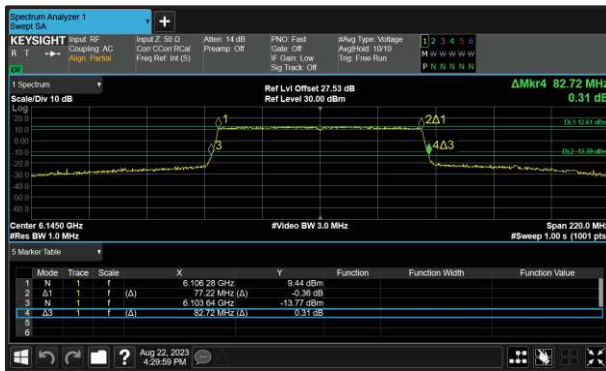 Spectrum Analyzer 1
Swept SA
KEYSIGHT Input: RF Input Z: 50 Ω Atten: 14 dB PNO: Fast #Avg Type: Voltage 1 2 3 4 5 6
R T Coupling: AC Corr CCorr RCal Preamp: Off Gate: Off Avg|Hold: 10/10 M W W W W W
Align: Partial Freq Ref: Int (S) IF Gain: Low Trig: Free Run
Sig Track: Off P N N N N N
1 Spectrum Ref Lvl Offset 27.53 dB ΔMkr4 82.72 MHz
Scale/Div 10 dB Ref Level 30.00 dBm 0.31 dB
Log
20.0 1 2Δ1 DL1 12.61 dBm
10.0
0.00
-10.0 3 4Δ3 DL2 -13.39 dBm
-20.0
-30.0
-40.0
-50.0
-60.0
Center 6.1450 GHz #Video BW 3.0 MHz Span 220.0 MHz
#Res BW 1.0 MHz #Sweep 1.00 s (1001 pts
5 Marker Table
Mode Trace Scale X Y Function Function Width Function Value
1 N 1 f 6.106 28 GHz 9.44 dBm
2 Δ1 1 f (Δ) 77.22 MHz (Δ) -0.36 dB
3 N 1 f 6.103 64 GHz -13.77 dBm
4 Δ3 1 f (Δ) 82.72 MHz (Δ) 0.31 dB
5
6
? Aug 22, 2023
4:29:59 PM